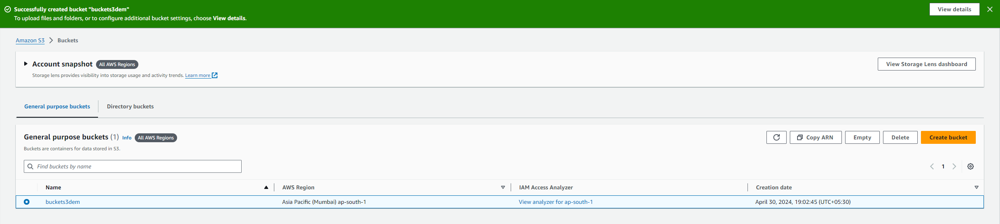 Successfully created bucket "buckets3dem"
To upload files and folders, or to configure additional bucket settings, choose View details.
View details
Amazon S3 > Buckets
Account snapshot All AWS Regions
View Storage Lens dashboard
Storage lens provides visibility into storage usage and activity trends. Learn more
General purpose buckets Directory buckets
General purpose buckets (1) Info All AWS Regions
Copy ARN Empty Delete Create bucket
Buckets are containers for data stored in S3.
Find buckets by name
1
Name AWS Region IAM Access Analyzer Creation date
buckets3dem Asia Pacific (Mumbai) ap-south-1 View analyzer for ap-south-1 April 30, 2024, 19:02:45 (UTC+05:30)